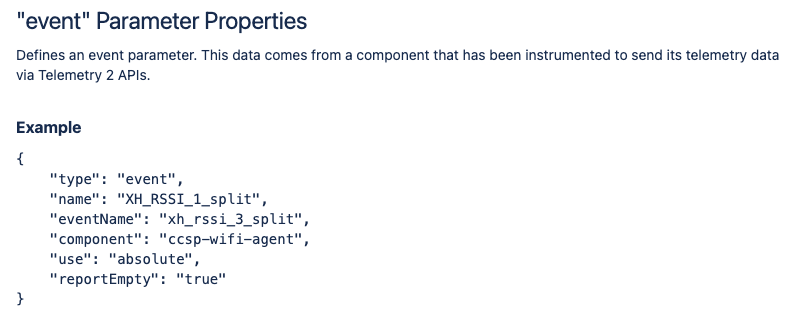 "event" Parameter Properties
Defines an event parameter. This data comes from a component that has been instrumented to send its telemetry data
via Telemetry 2 APIs.
Example
{
    "type": "event",
    "name": "XH_RSSI_1_split",
    "eventName": "xh_rssi_3_split",
    "component": "ccsp-wifi-agent",
    "use": "absolute",
    "reportEmpty": "true"
}